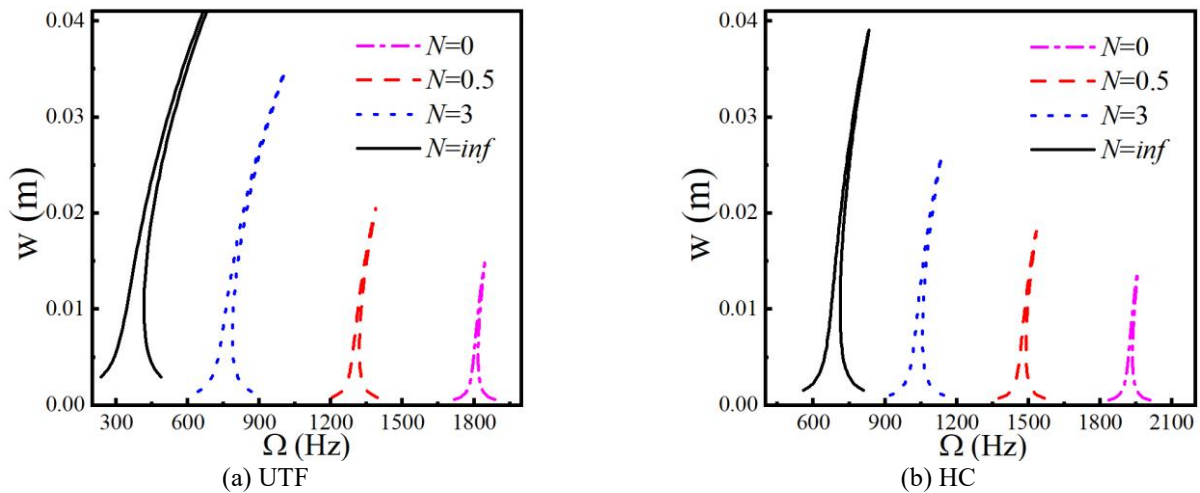 0.04
0.03
0.02
0.01
0.00
w (m)
N=0
N=0.5
N=3
N=inf
300 600 900 1200 1500 1800
Ω (Hz)
(a) UTF
0.04
0.03
0.02
0.01
0.00
w (m)
N=0
N=0.5
N=3
N=inf
600 900 1200 1500 1800 2100
Ω (Hz)
(b) HC